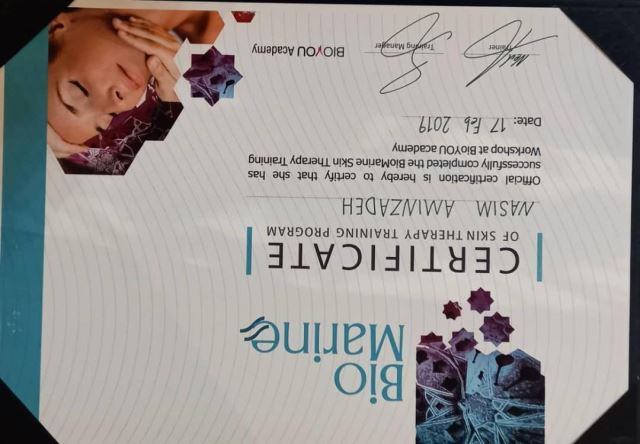 Bio
Marine
CERTIFICATE
OF SKIN THERAPY TRAINING PROGRAM
NASIM AMINZADEH
Official certification is hereby to certify that she has
successfully completed the BioMarine Skin Therapy Training
Workshop at BioYOU academy
Date: 17 Feb 2019
Trainer
Training Manager
BIOYOU Academy